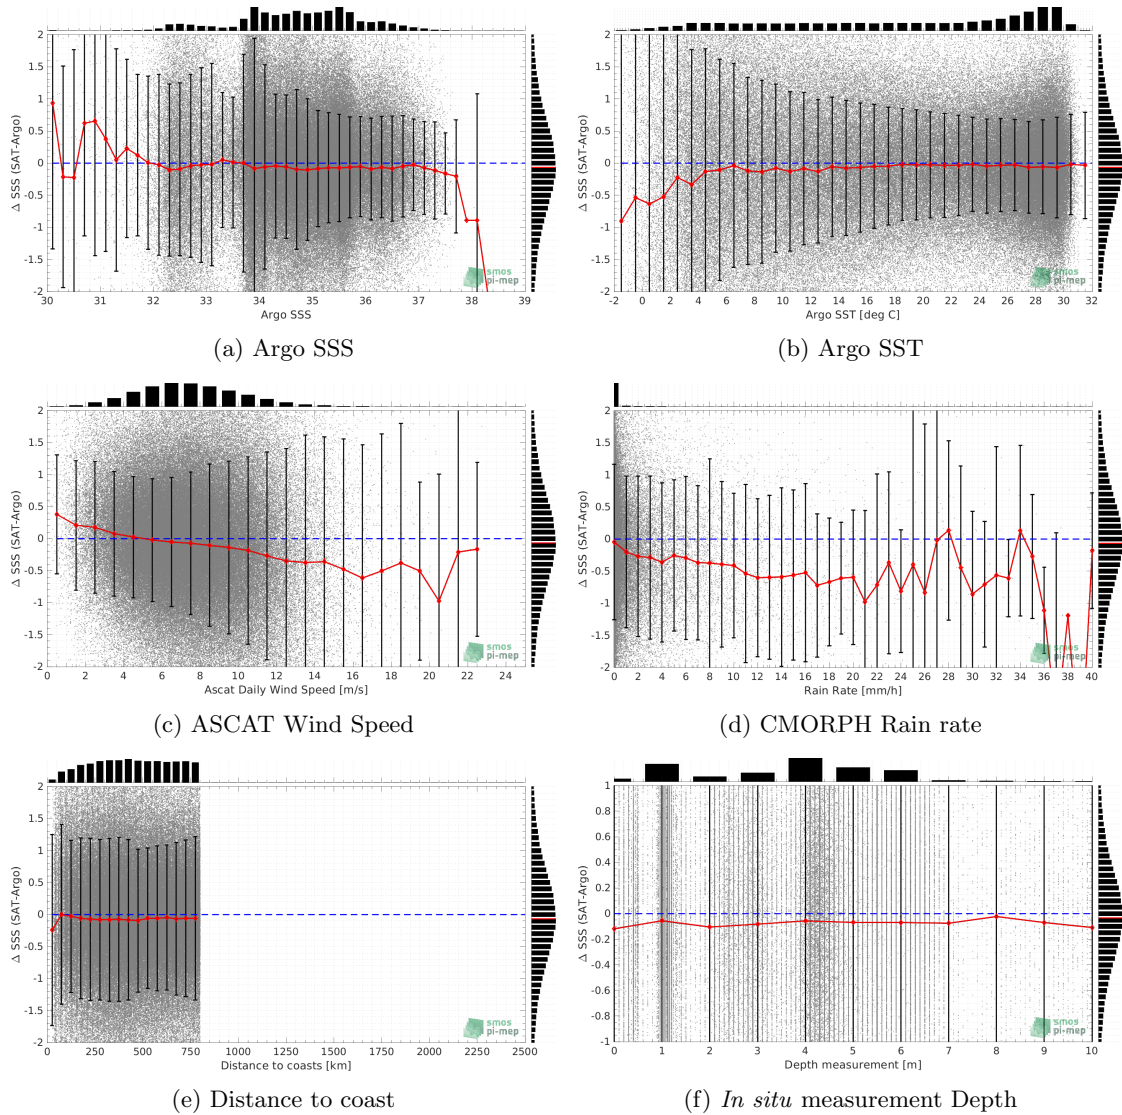 2
1.5
1
0.5
0
-0.5
-1
-1.5
-2
Δ SSS (SAT-Argo)
30 31 32 33 34 35 36 37 38 39
Argo SSS
smos
pi-mep
(a) Argo SSS
2
1.5
1
0.5
0
-0.5
-1
-1.5
-2
Δ SSS (SAT-Argo)
-2 0 2 4 6 8 10 12 14 16 18 20 22 24 26 28 30 32
Argo SST [deg C]
smos
pi-mep
(b) Argo SST
2
1.5
1
0.5
0
-0.5
-1
-1.5
-2
Δ SSS (SAT-Argo)
0 2 4 6 8 10 12 14 16 18 20 22 24
Ascat Daily Wind Speed [m/s]
smos
pi-mep
(c) ASCAT Wind Speed
2
1.5
1
0.5
0
-0.5
-1
-1.5
-2
Δ SSS (SAT-Argo)
0 2 4 6 8 10 12 14 16 18 20 22 24 26 28 30 32 34 36 38 40
Rain Rate [mm/h]
smos
pi-mep
(d) CMORPH Rain rate
2
1.5
1
0.5
0
-0.5
-1
-1.5
-2
Δ SSS (SAT-Argo)
0 250 500 750 1000 1250 1500 1750 2000 2250 2500
Distance to coasts [km]
smos
pi-mep
(e) Distance to coast
1
0.8
0.6
0.4
0.2
0
-0.2
-0.4
-0.6
-0.8
-1
Δ SSS (SAT-Argo)
0 1 2 3 4 5 6 7 8 9 10
Depth measurement [m]
smos
pi-mep
(f) In situ measurement Depth